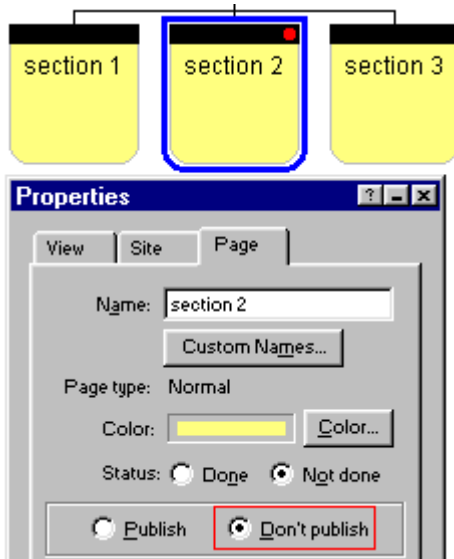 section 1 section 2 section 3
Properties
View Site Page
Name: section 2
Custom Names...
Page type: Normal
Color: Color...
Status: Done Not done
Publish Don't publish